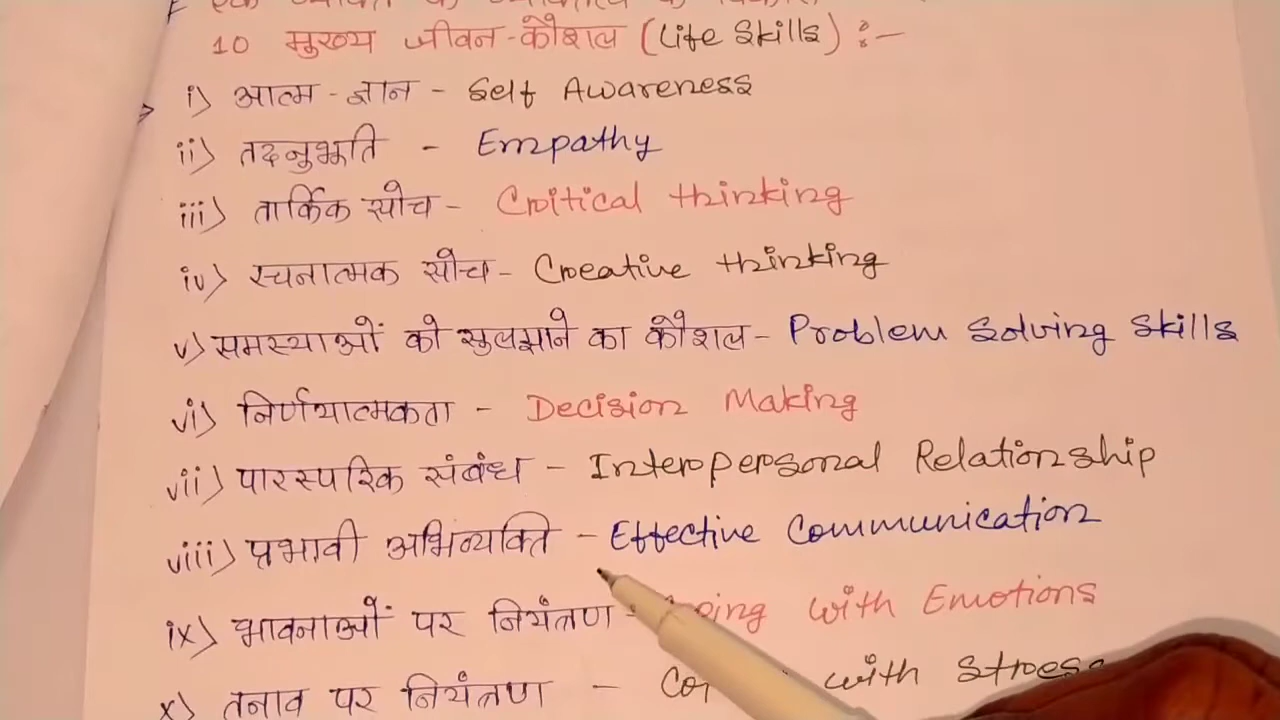 10 मुख्य जीवन-कौशल (Life Skills) :-
i) आत्म-ज्ञान - Self Awareness
ii) तदनुभूति - Empathy
iii) तार्किक सोच - Critical thinking
iv) रचनात्मक सोच - Creative thinking
v) समस्याओं को सुलझाने का कौशल - Problem Solving Skills
vi) निर्णयात्मकता - Decision Making
vii) पारस्परिक संबंध - Interpersonal Relationship
viii) प्रभावी अभिव्यक्ति - Effective Communication
ix) भावनाओं पर नियंत्रण - with Emotions
x) तनाव पर नियंत्रण - with Stress